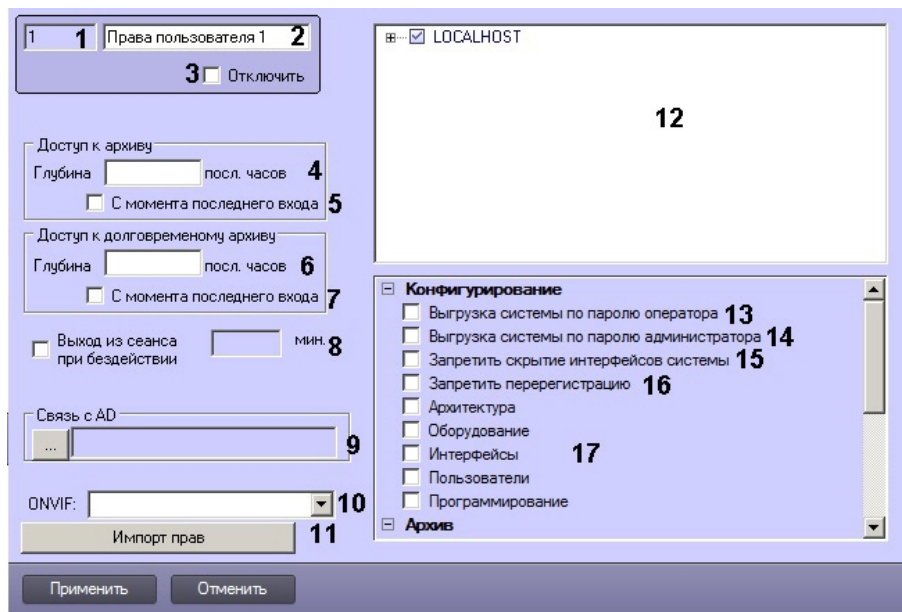 1 1 Права пользователя 1 2
3 Отключить
Доступ к архиву
Глубина посл. часов 4
С момента последнего входа 5
Доступ к долговременому архиву
Глубина посл. часов 6
С момента последнего входа 7
Выход из сеанса при бездействии мин. 8
Связь с AD
... 9
ONVIF: 10
Импорт прав 11
LOCALHOST
12
Конфигурирование
Выгрузка системы по паролю оператора 13
Выгрузка системы по паролю администратора 14
Запретить скрытие интерфейсов системы 15
Запретить перерегистрацию 16
Архитектура
Оборудование
Интерфейсы 17
Пользователи
Программирование
Архив
Применить Отменить